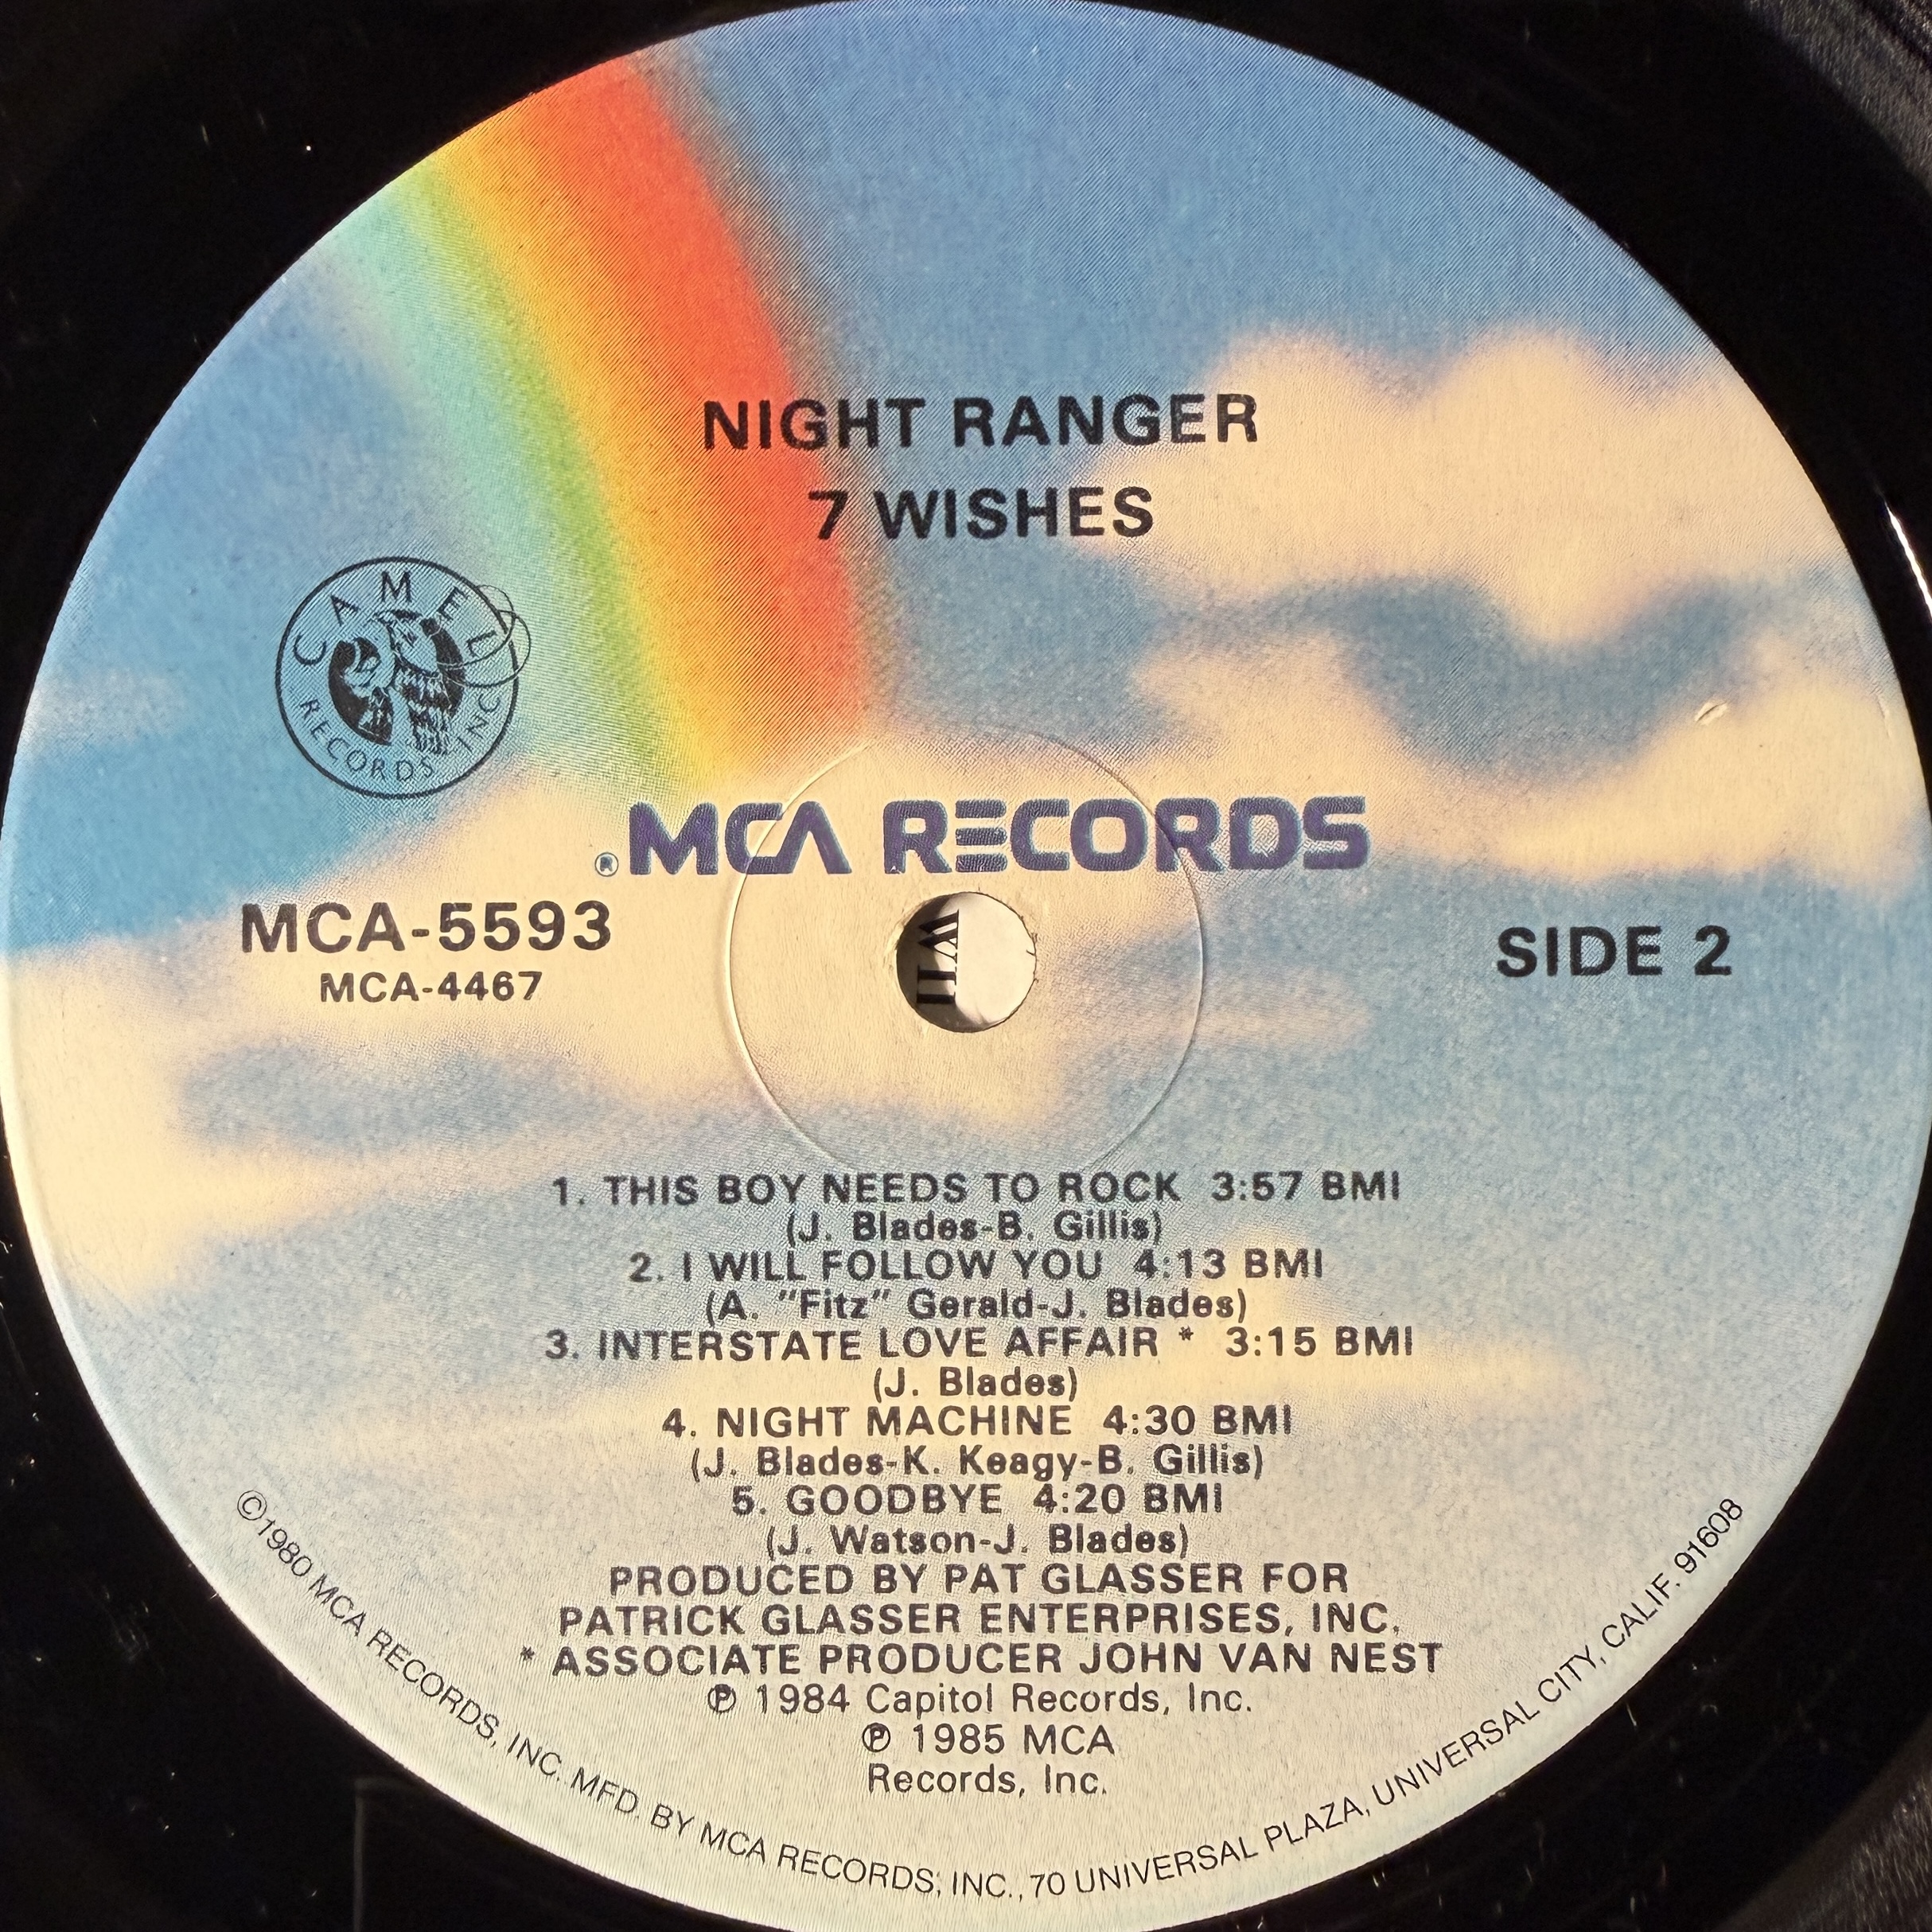 NIGHT RANGER
7 WISHES
CAMEL
RECORDS INC
® MCA RECORDS
MCA-5593
MCA-4467
SIDE 2
1. THIS BOY NEEDS TO ROCK 3:57 BMI
(J. Blades-B. Gillis)
2. I WILL FOLLOW YOU 4:13 BMI
(A. "Fitz" Gerald-J. Blades)
3. INTERSTATE LOVE AFFAIR * 3:15 BMI
(J. Blades)
4. NIGHT MACHINE 4:30 BMI
(J. Blades-K. Keagy-B. Gillis)
5. GOODBYE 4:20 BMI
(J. Watson-J. Blades)
PRODUCED BY PAT GLASSER FOR
PATRICK GLASSER ENTERPRISES, INC.
* ASSOCIATE PRODUCER JOHN VAN NEST
℗ 1984 Capitol Records, Inc.
℗ 1985 MCA
Records, Inc.
©1980 MCA RECORDS, INC. MFD. BY MCA RECORDS, INC., 70 UNIVERSAL PLAZA, UNIVERSAL CITY, CALIF. 91608